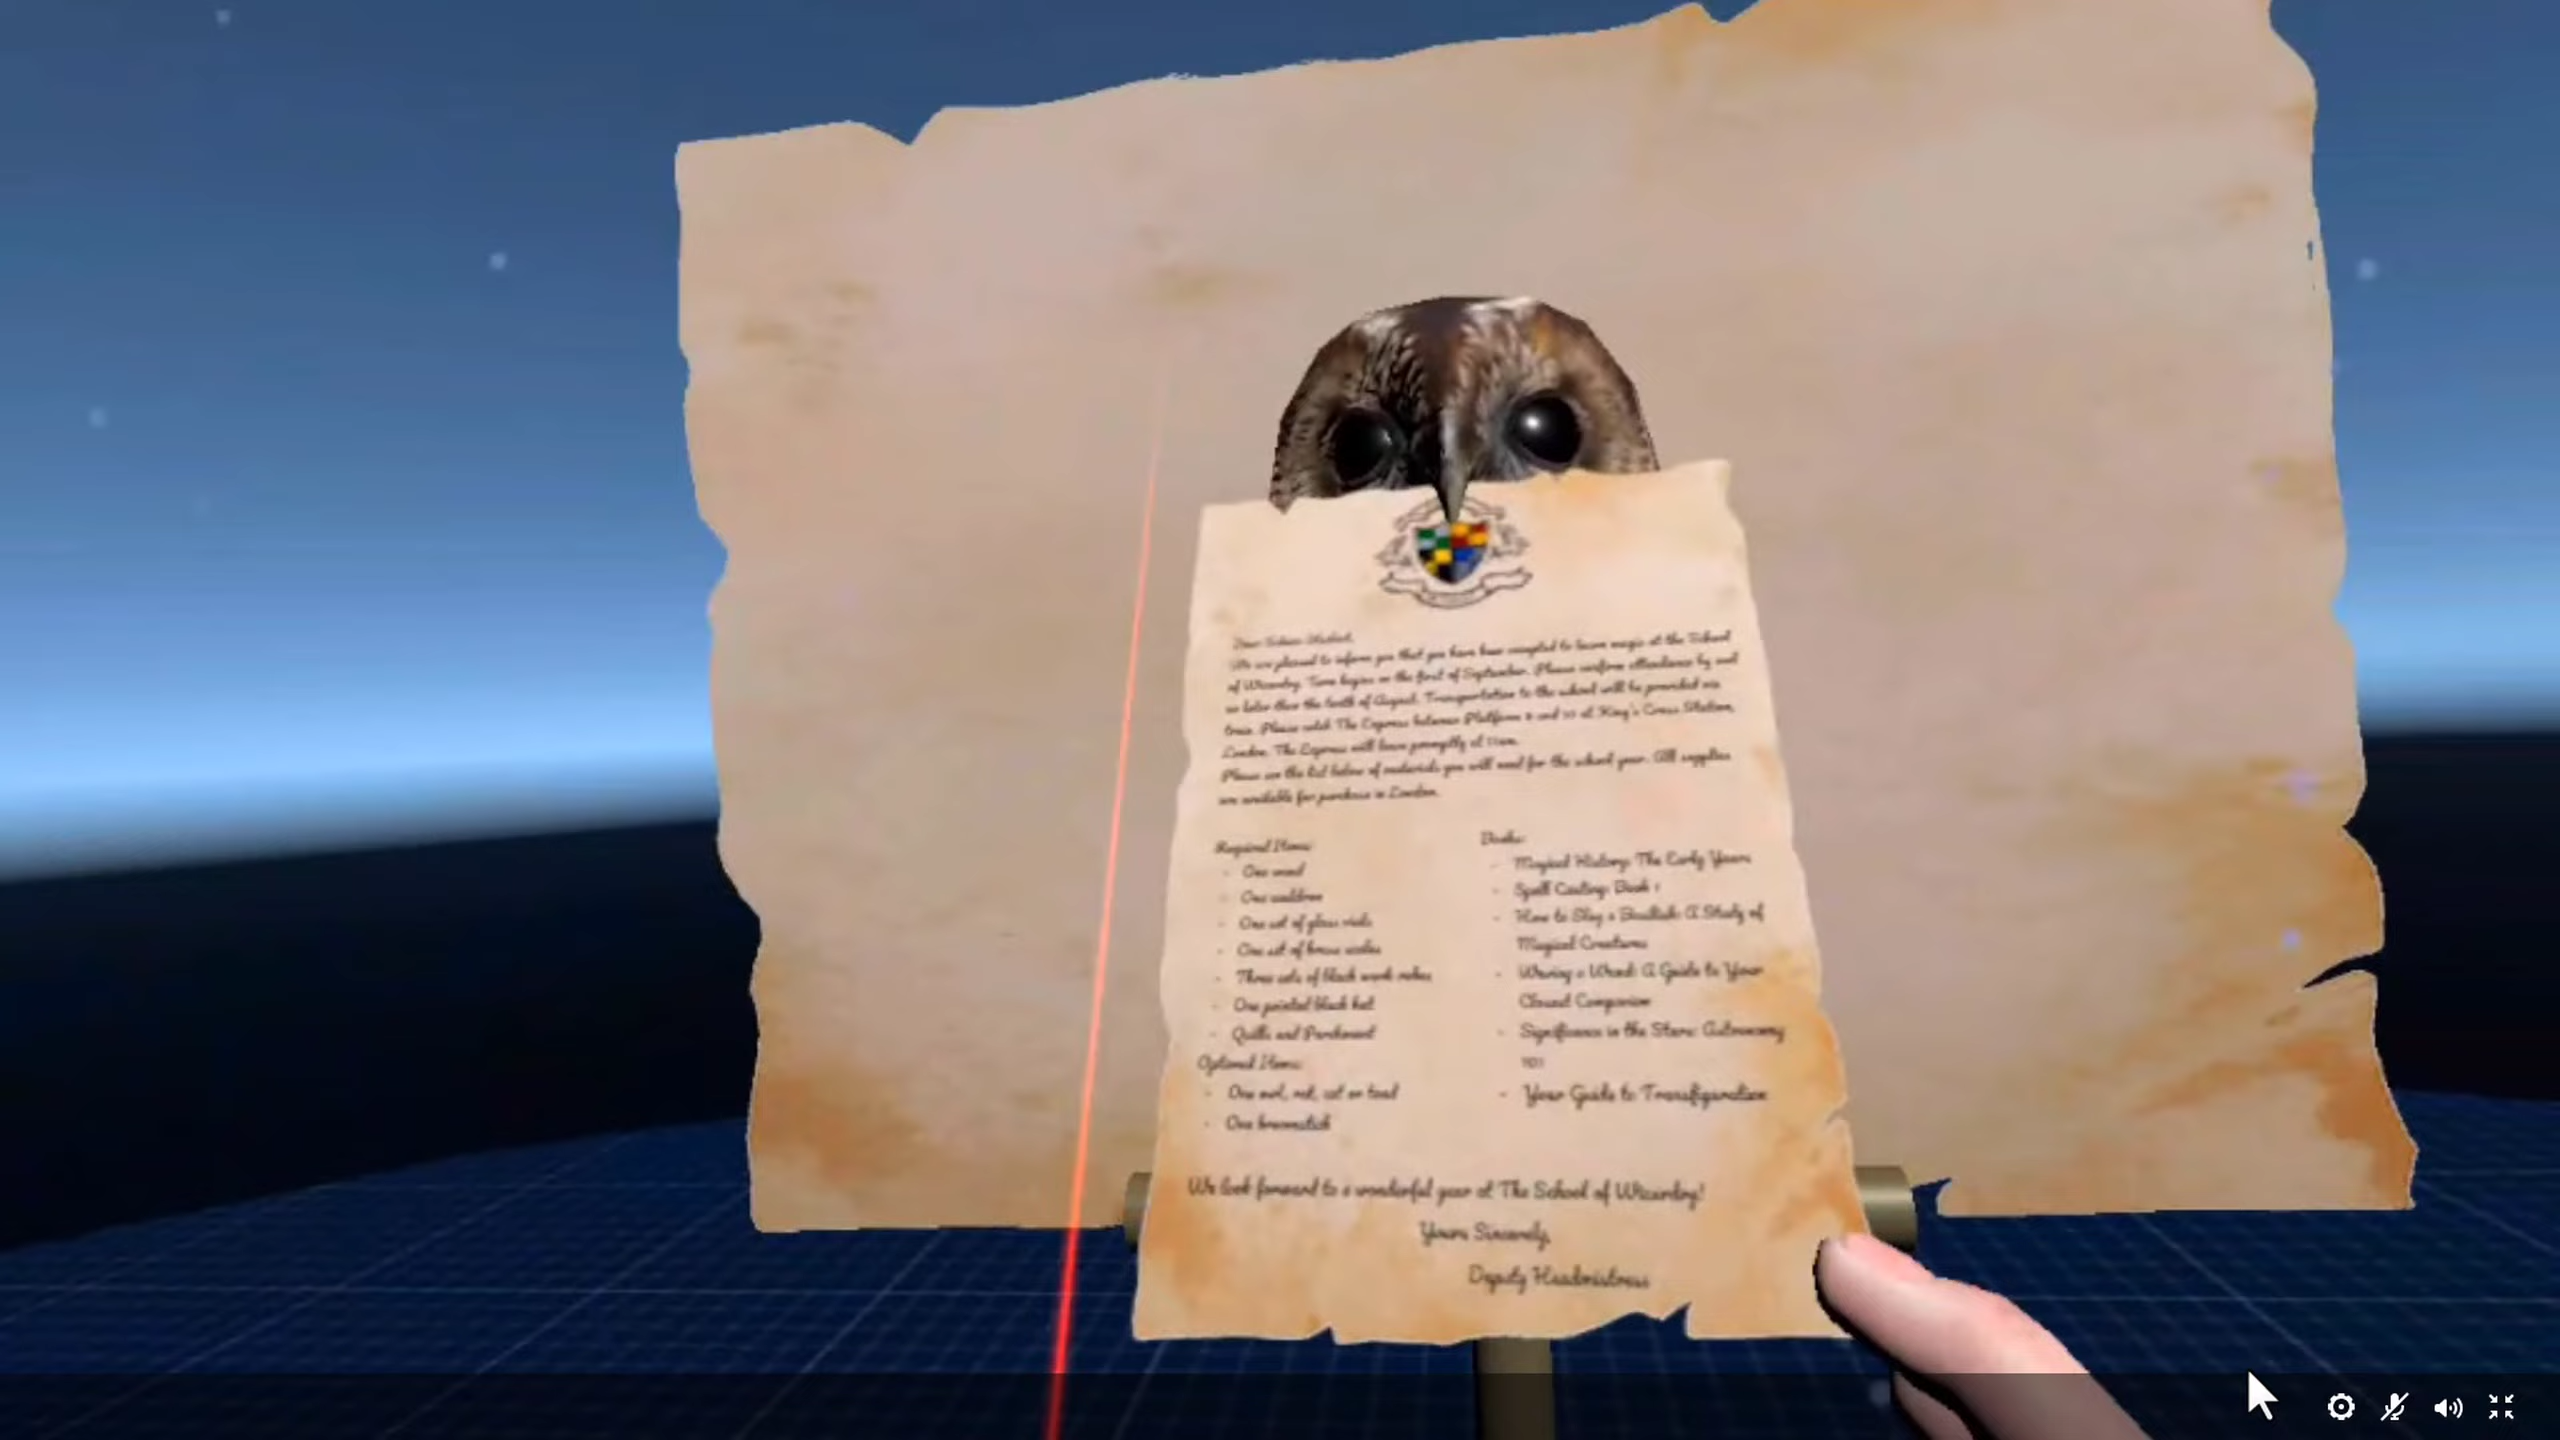 Dear Future Student,
We are pleased to inform you that you have been accepted to learn magic at the School
of Wizardry. Term begins on the first of September. Please confirm attendance by owl
no later than the tenth of August. Transportation to the school will be provided via
train. Please catch The Express between Platform 9 and 10 at King's Cross Station,
London. The Express will leave promptly at 11am.
Please see the list below of materials you will need for the school year. All supplies
are available for purchase in London.
Required Items:
- One wand
- One cauldron
- One set of glass vials
- One set of brass scales
- Three sets of black work robes
- One pointed black hat
- Quills and Parchment
Optional Items:
- One owl, rat, cat or toad
- One broomstick
Books:
- Magical History: The Early Years
- Spell Casting: Book 1
- How to Slay a Basilisk: A Study of
Magical Creatures
- Waving a Wand: A Guide to Your
Closest Companion
- Significance in the Stars: Astronomy
101
- Your Guide to Transfiguration
We look forward to a wonderful year at The School of Wizardry!
Yours Sincerely,
Deputy Headmistress